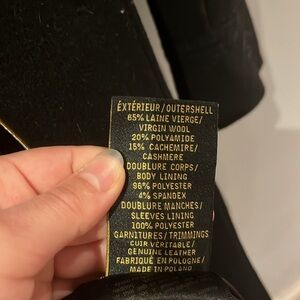 EXTÉRIEUR/OUTERSHELL
65% LAINE VIERGE/
VIRGIN WOOL
20% POLYAMIDE
15% CACHEMIRE/
CASHMERE
DOUBLURE CORPS/
BODY LINING
96% POLYESTER
4% SPANDEX
DOUBLURE MANCHES/
SLEEVES LINING
100% POLYESTER
GARNITURES/TRIMMINGS
CUIR VÉRITABLE/
GENUINE LEATHER
FABRIQUÉ EN POLOGNE/
MADE IN POLAND